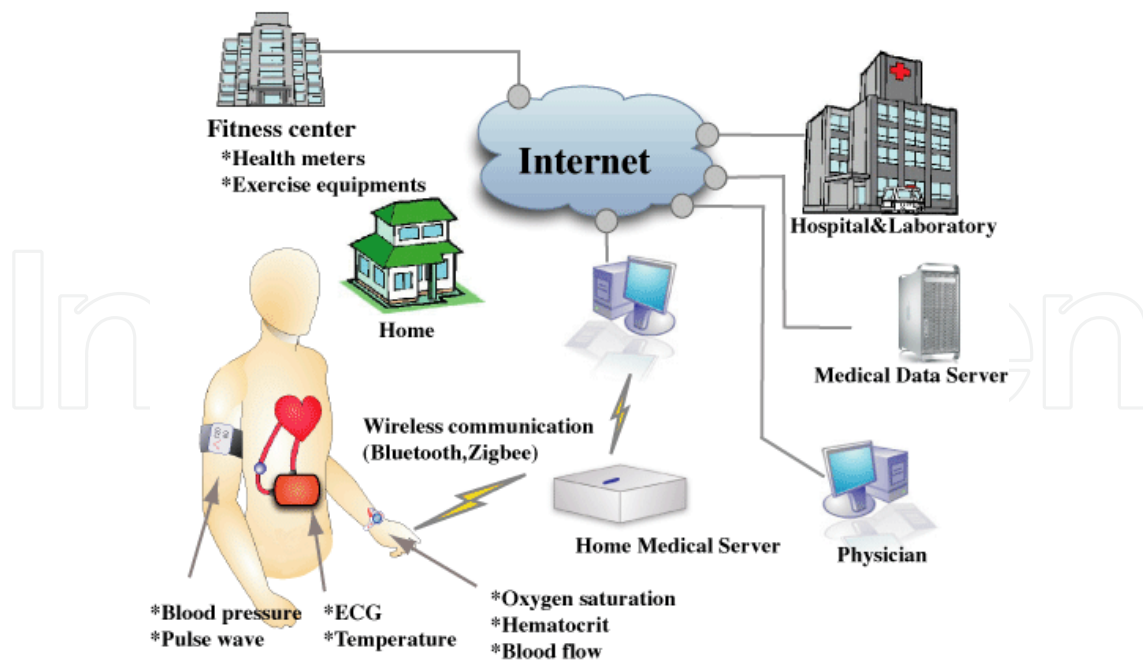 Fitness center
*Health meters
*Exercise equipments
Internet
Hospital&Laboratory
Home
Medical Data Server
Wireless communication
(Bluetooth,Zigbee)
Home Medical Server
Physician
*Blood pressure
*Pulse wave
*ECG
*Temperature
*Oxygen saturation
*Hematocrit
*Blood flow